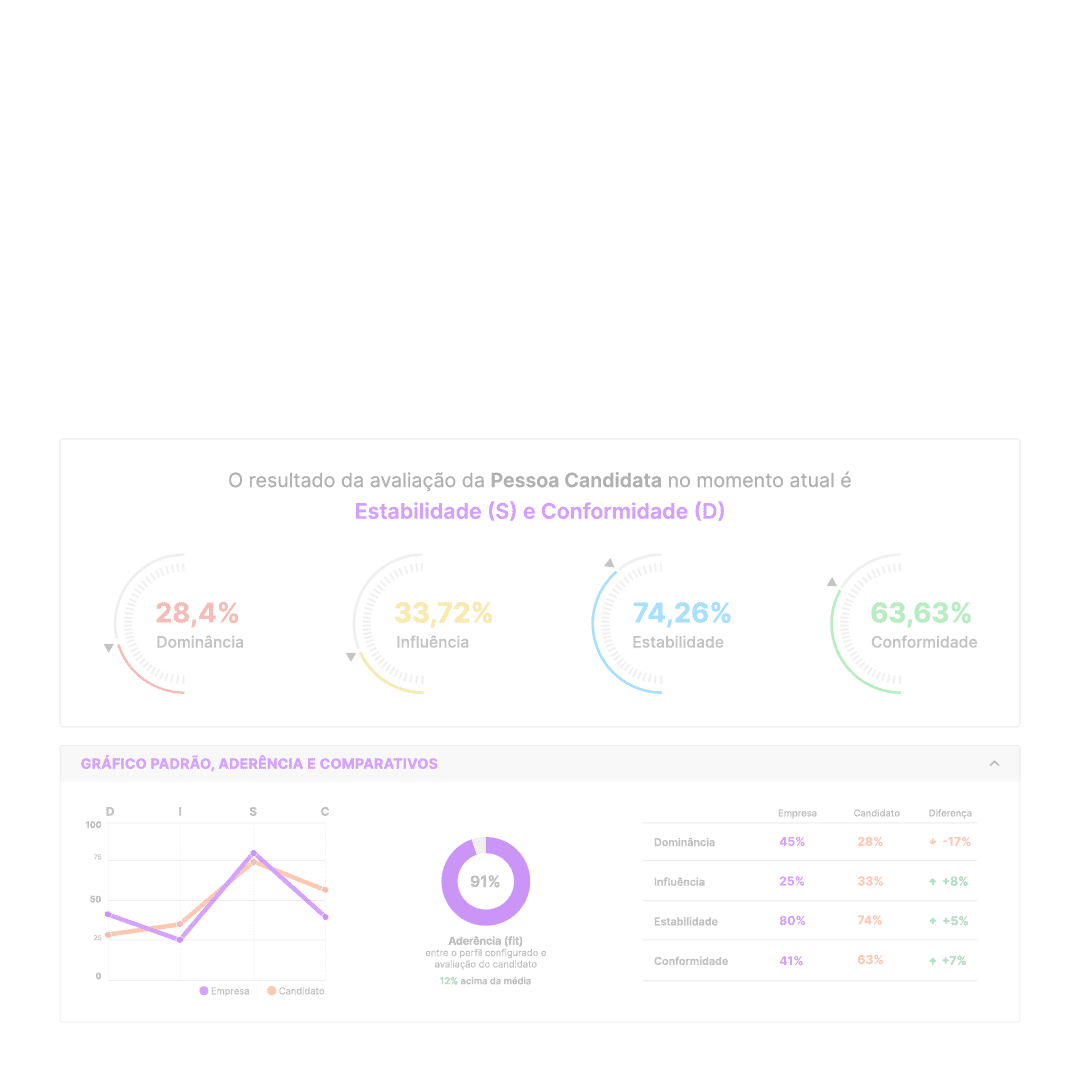 O resultado da avaliação da Pessoa Candidata no momento atual é
Estabilidade (S) e Conformidade (D)
28,4%
Dominância
33,72%
Influência
74,26%
Estabilidade
63,63%
Conformidade
GRÁFICO PADRÃO, ADERÊNCIA E COMPARATIVOS
D I S C
100
75
50
25
0
Empresa Candidato
91%
Aderência (fit)
entre o perfil configurado e
avaliação do candidato
12% acima da média
Empresa Candidato Diferença
Dominância 45% 28% -17%
Influência 25% 33% +8%
Estabilidade 80% 74% +5%
Conformidade 41% 63% +7%